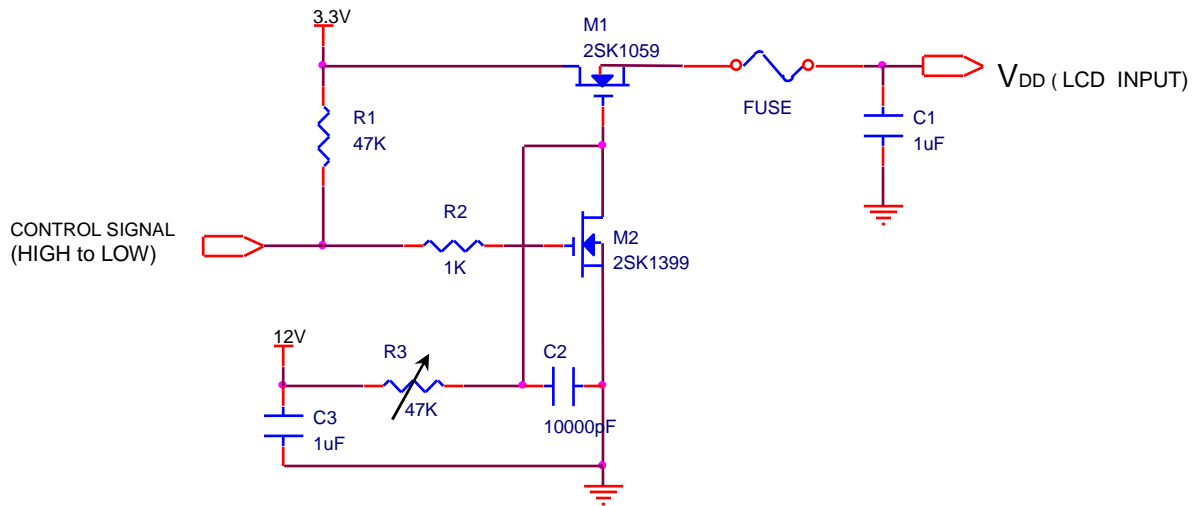 3.3V
M1
2SK1059
FUSE
VDD ( LCD INPUT)
R1
47K
C1
1uF
CONTROL SIGNAL
(HIGH to LOW)
R2
1K
M2
2SK1399
12V
R3
47K
C2
10000pF
C3
1uF